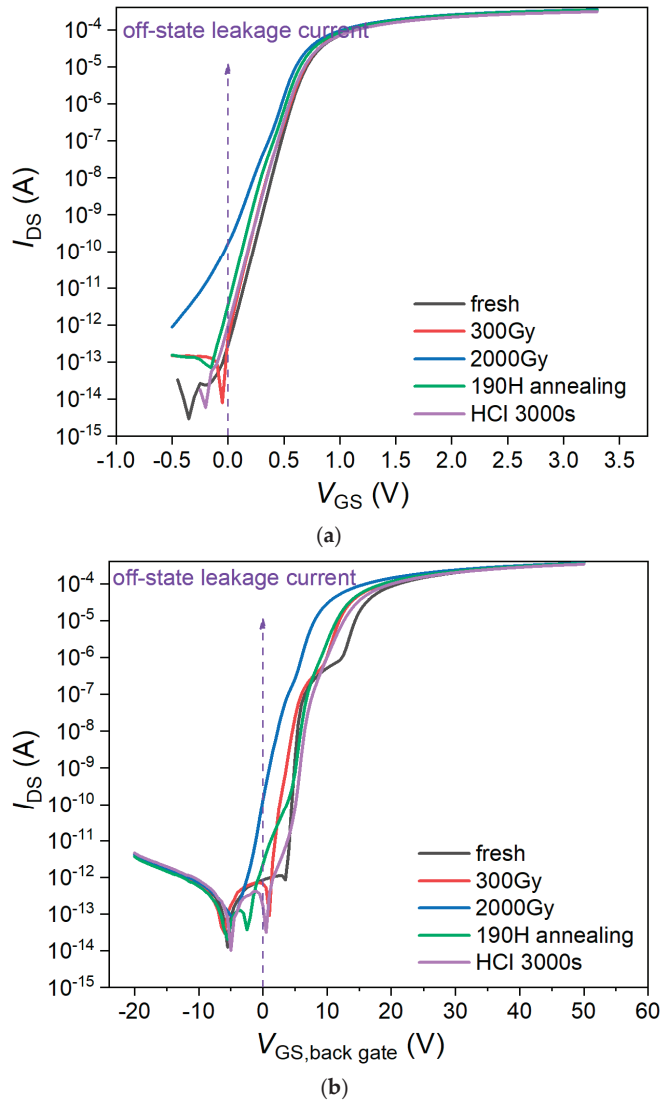 off-state leakage current
10⁻⁴
10⁻⁵
10⁻⁶
10⁻⁷
10⁻⁸
10⁻⁹
10⁻¹⁰
10⁻¹¹
10⁻¹²
10⁻¹³
10⁻¹⁴
10⁻¹⁵
I_DS (A)
fresh
300Gy
2000Gy
190H annealing
HCI 3000s
-1.0 -0.5 0.0 0.5 1.0 1.5 2.0 2.5 3.0 3.5
V_GS (V)
(a)
off-state leakage current
10⁻⁴
10⁻⁵
10⁻⁶
10⁻⁷
10⁻⁸
10⁻⁹
10⁻¹⁰
10⁻¹¹
10⁻¹²
10⁻¹³
10⁻¹⁴
10⁻¹⁵
I_DS (A)
fresh
300Gy
2000Gy
190H annealing
HCI 3000s
-20 -10 0 10 20 30 40 50 60
V_GS,back gate (V)
(b)